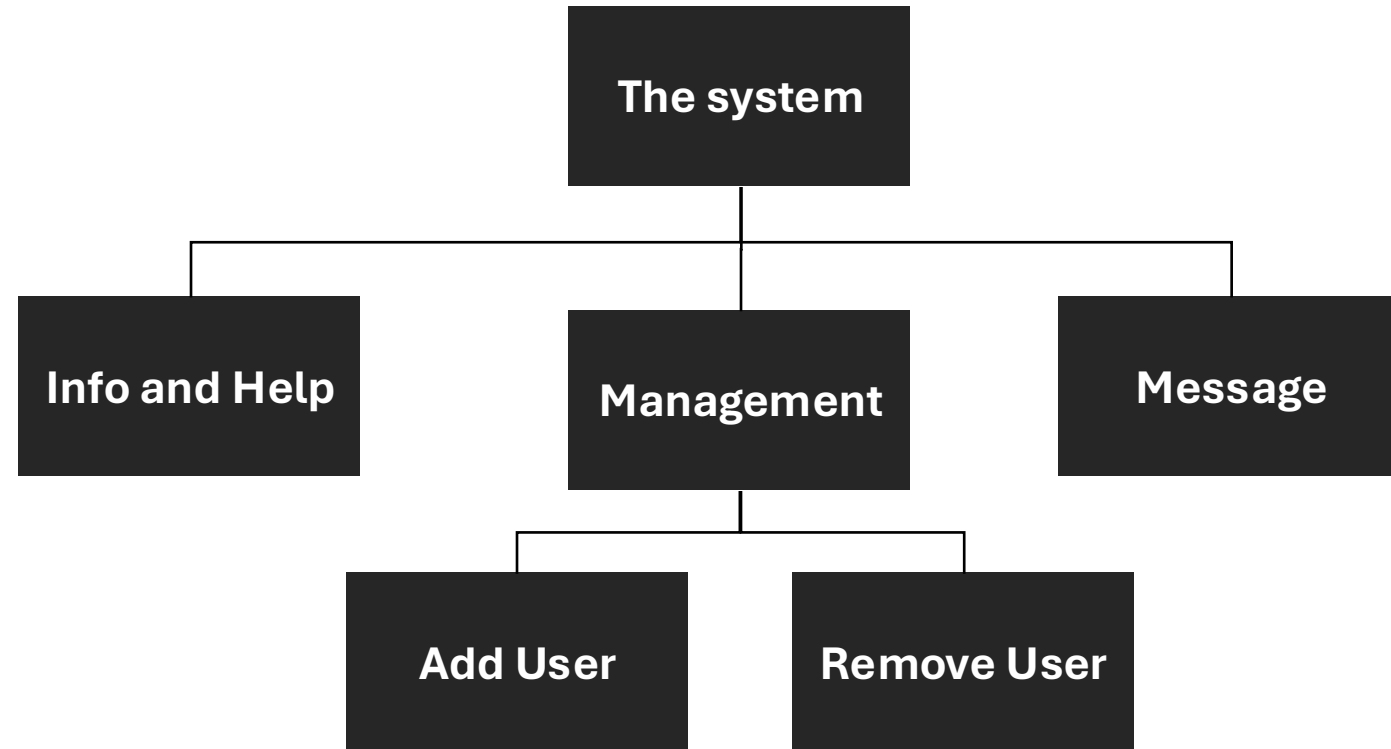 The system
Info and Help
Management
Message
Add User
Remove User